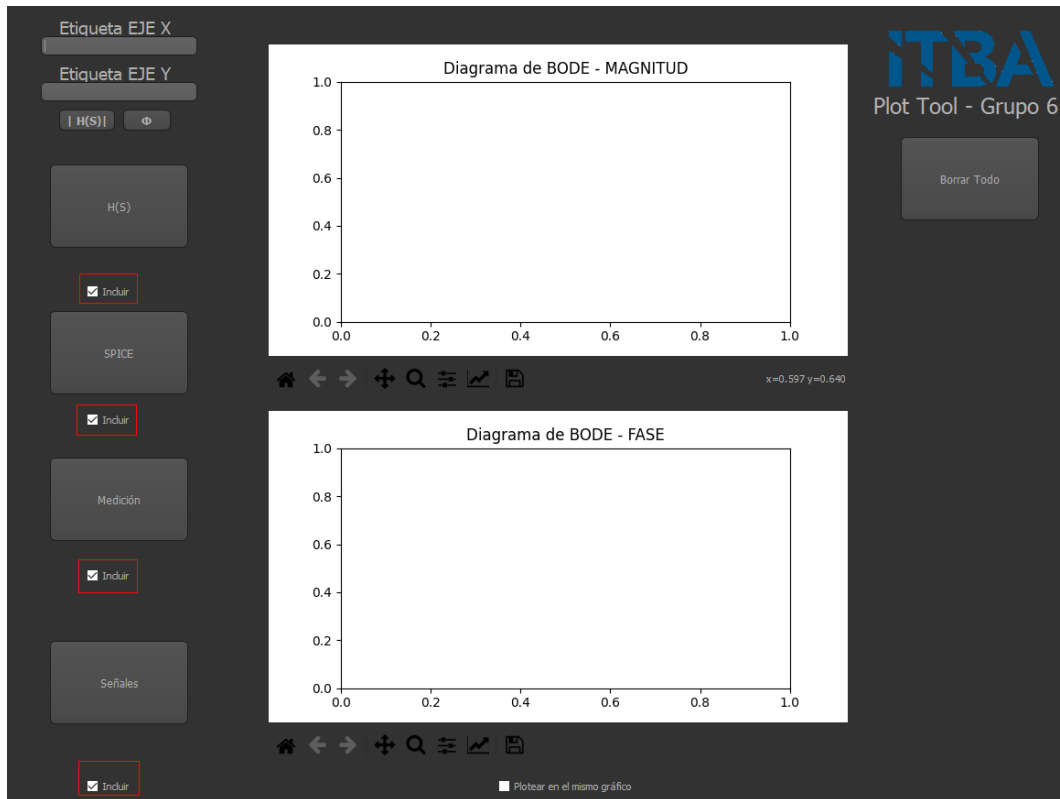 Etiqueta EJE X
Etiqueta EJE Y
| H(S)|
Φ
H(S)
Incluir
SPICE
Incluir
Medición
Incluir
Señales
Incluir
Diagrama de BODE - MAGNITUD
1.0
0.8
0.6
0.4
0.2
0.0
0.0 0.2 0.4 0.6 0.8 1.0
x=0.597 y=0.640
Diagrama de BODE - FASE
1.0
0.8
0.6
0.4
0.2
0.0
0.0 0.2 0.4 0.6 0.8 1.0
Plotear en el mismo gráfico
iTBA
Plot Tool - Grupo 6
Borrar Todo